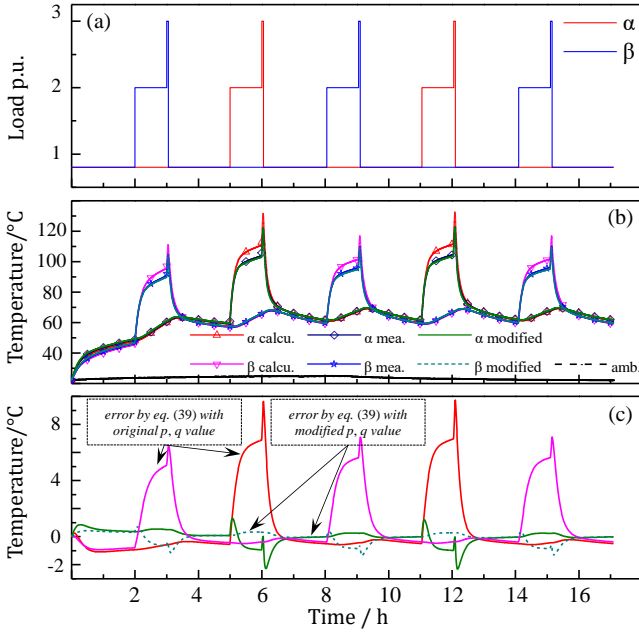 (a)
α
β
Load p.u.
3
2
1
(b)
Temperature/°C
120
100
80
60
40
α calcu.
α mea.
α modified
β calcu.
β mea.
β modified
amb.
(c)
Temperature/°C
8
4
0
-2
error by eq. (39) with
original p, q value
error by eq. (39) with
modified p, q value
2
4
6
8
10
12
14
16
Time / h